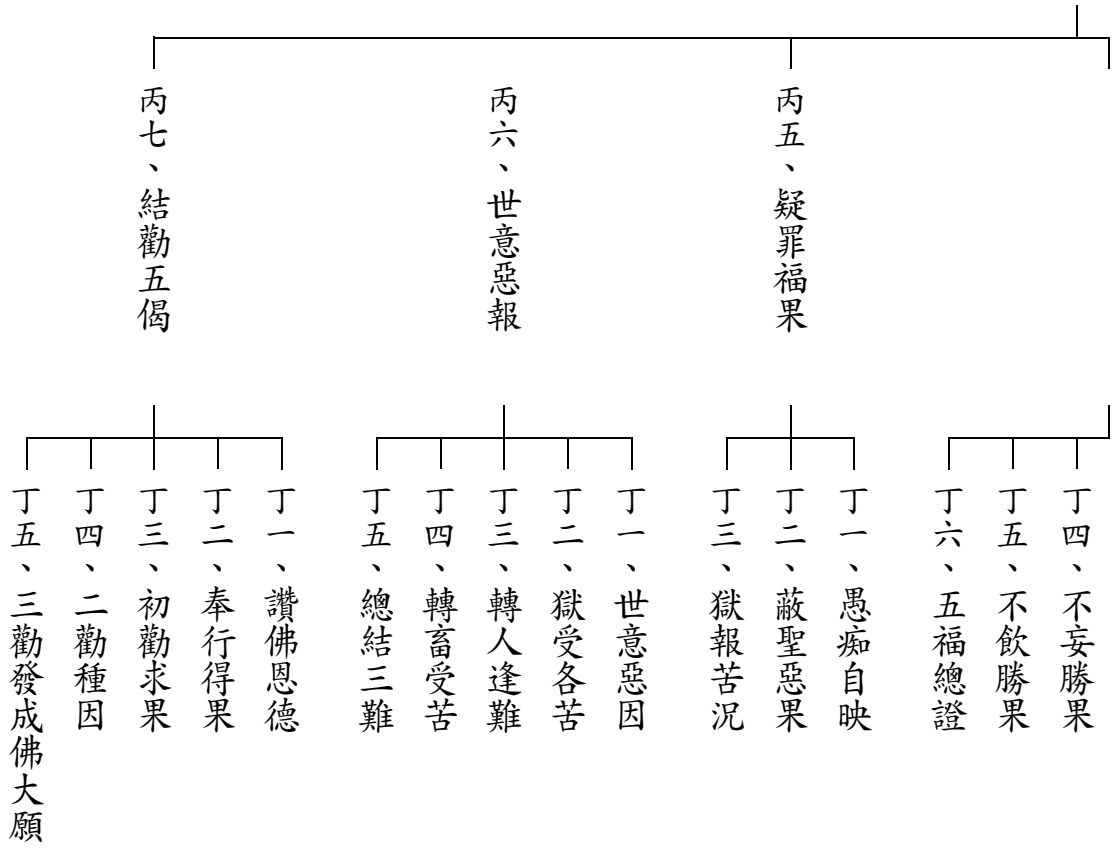 丁四、不妄勝果
丁五、不飲勝果
丁六、五福總證
丙五、疑罪福果
丁一、愚痴自映
丁二、蔽聖惡果
丁三、獄報苦況
丙六、世意惡報
丁一、世意惡因
丁二、獄受各苦
丁三、轉人逢難
丁四、轉畜受苦
丁五、總結三難
丙七、結勸五偈
丁一、讚佛恩德
丁二、奉行得果
丁三、初勸求果
丁四、二勸種因
丁五、三勸發成佛大願